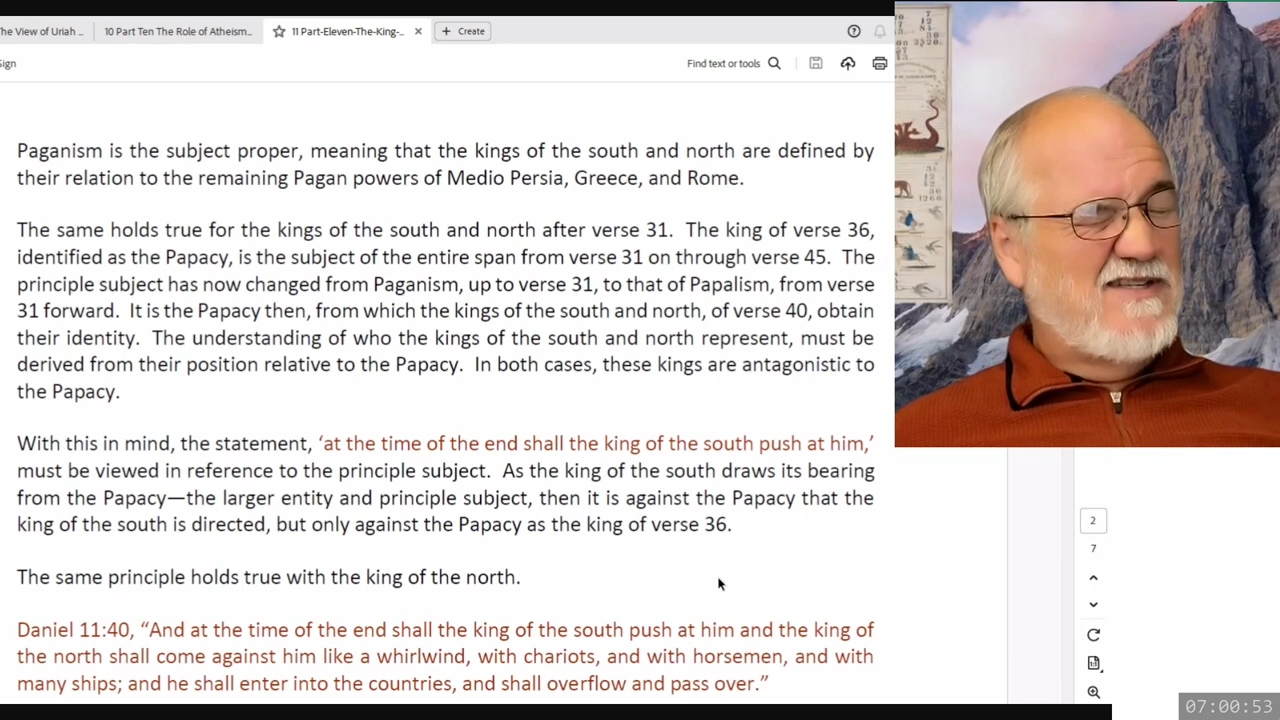 The View of Uriah ...
10 Part Ten The Role of Atheism...
11 Part-Eleven-The-King-...
Create
Sign
Find text or tools
Paganism is the subject proper, meaning that the kings of the south and north are defined by
their relation to the remaining Pagan powers of Medio Persia, Greece, and Rome.
The same holds true for the kings of the south and north after verse 31. The king of verse 36,
identified as the Papacy, is the subject of the entire span from verse 31 on through verse 45. The
principle subject has now changed from Paganism, up to verse 31, to that of Papalism, from verse
31 forward. It is the Papacy then, from which the kings of the south and north, of verse 40, obtain
their identity. The understanding of who the kings of the south and north represent, must be
derived from their position relative to the Papacy. In both cases, these kings are antagonistic to
the Papacy.
With this in mind, the statement, ‘at the time of the end shall the king of the south push at him,’
must be viewed in reference to the principle subject. As the king of the south draws its bearing
from the Papacy—the larger entity and principle subject, then it is against the Papacy that the
king of the south is directed, but only against the Papacy as the king of verse 36.
The same principle holds true with the king of the north.
Daniel 11:40, “And at the time of the end shall the king of the south push at him and the king of
the north shall come against him like a whirlwind, with chariots, and with horsemen, and with
many ships; and he shall enter into the countries, and shall overflow and pass over.”
2
7
07:00:53